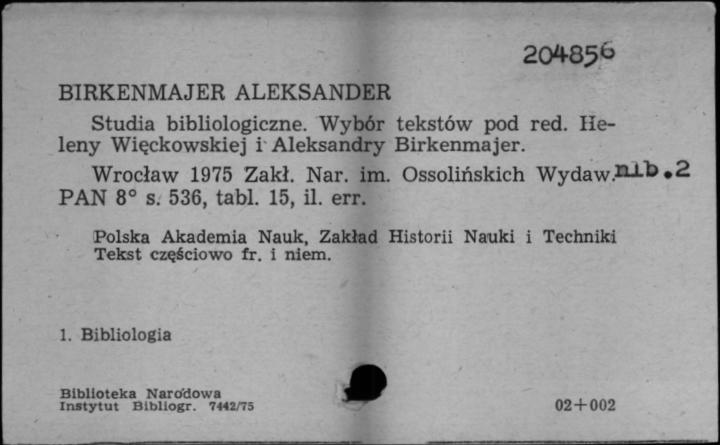 204856
BIRKENMAJER ALEKSANDER
Studia bibliologiczne. Wybór tekstów pod red. He-
leny Więckowskiej i Aleksandry Birkenmajer.
Wrocław 1975 Zakł. Nar. im. Ossolińskich Wydaw. nlb.2
PAN 8° s. 536, tabl. 15, il. err.
Polska Akademia Nauk, Zakład Historii Nauki i Techniki
Tekst częściowo fr. i niem.
1. Bibliologia
Biblioteka Narodowa
Instytut Bibliogr. 7442/75
02+002